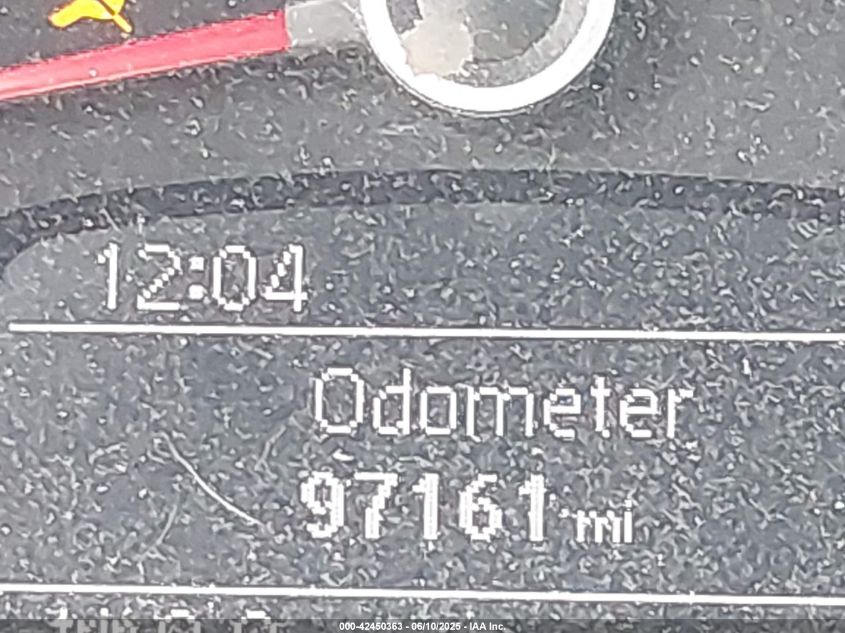 12:04
Odometer
97161 mi
000-42450363 - 06/10/2025 - IAA Inc.